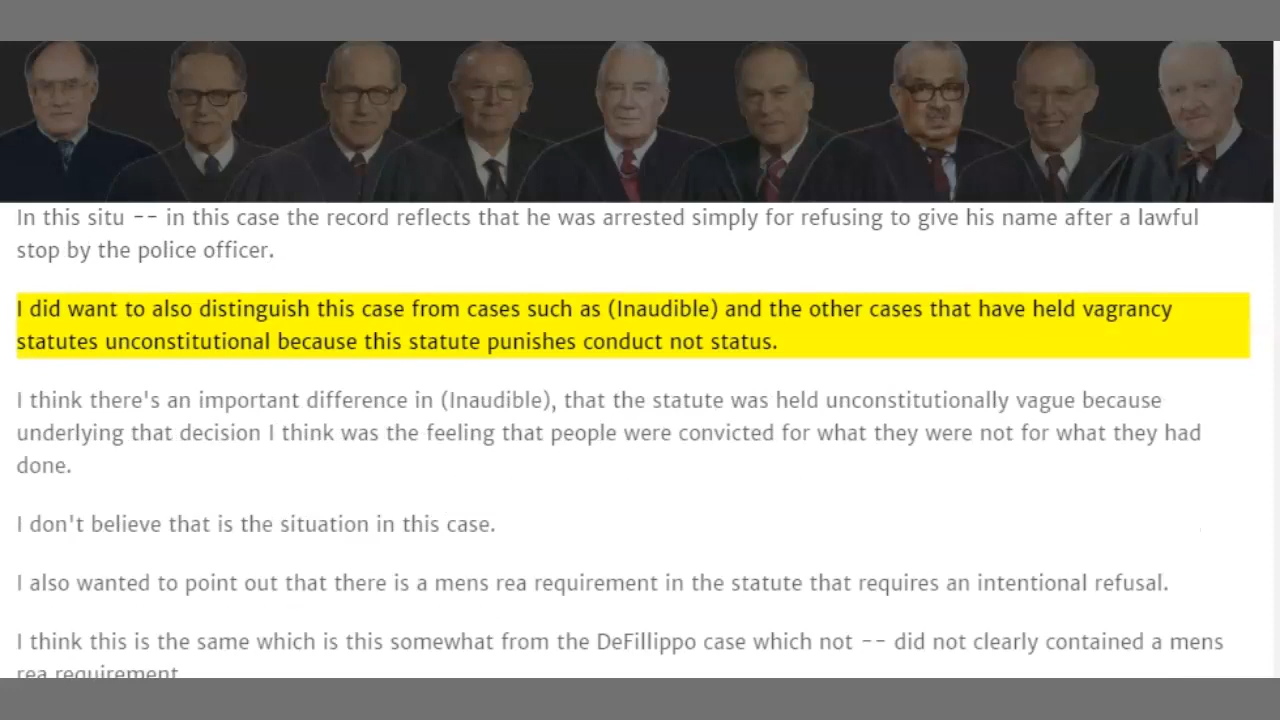 In this situ -- in this case the record reflects that he was arrested simply for refusing to give his name after a lawful
stop by the police officer.
I did want to also distinguish this case from cases such as (Inaudible) and the other cases that have held vagrancy
statutes unconstitutional because this statute punishes conduct not status.
I think there's an important difference in (Inaudible), that the statute was held unconstitutionally vague because
underlying that decision I think was the feeling that people were convicted for what they were not for what they had
done.
I don't believe that is the situation in this case.
I also wanted to point out that there is a mens rea requirement in the statute that requires an intentional refusal.
I think this is the same which is this somewhat from the DeFillippo case which not -- did not clearly contained a mens
rea requirement